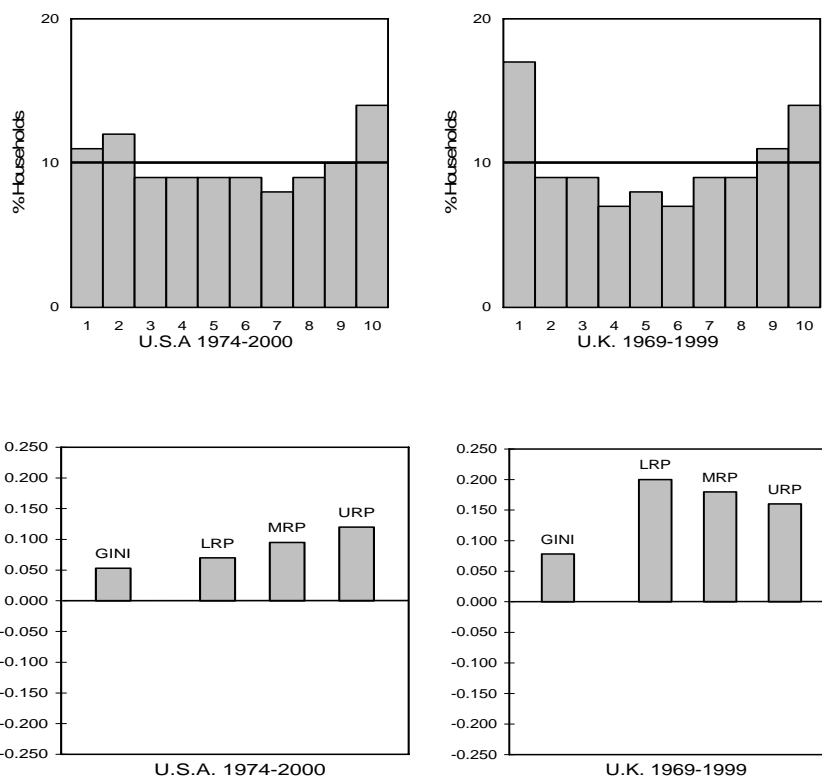 20
% Households
10
0
1 2 3 4 5 6 7 8 9 10
U.S.A 1974-2000
20
% Households
10
0
1 2 3 4 5 6 7 8 9 10
U.K. 1969-1999
0.250
0.200
0.150
0.100
0.050
0.000
-0.050
-0.100
-0.150
-0.200
-0.250
GINI
LRP
MRP
URP
U.S.A. 1974-2000
0.250
0.200
0.150
0.100
0.050
0.000
-0.050
-0.100
-0.150
-0.200
-0.250
GINI
LRP
MRP
URP
U.K. 1969-1999